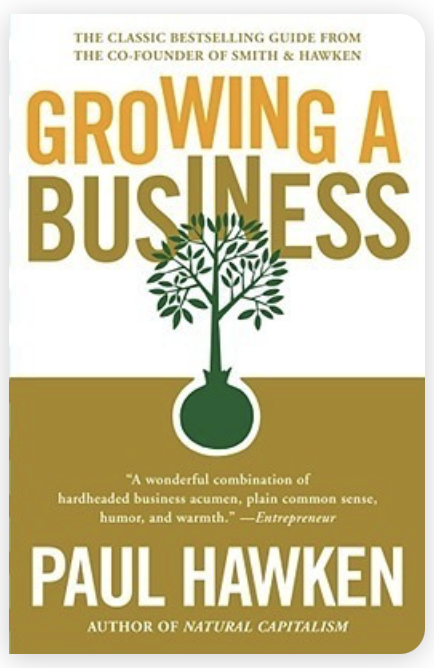 THE CLASSIC BESTSELLING GUIDE FROM
THE CO-FOUNDER OF SMITH & HAWKEN
GROWING A
BUSINESS
“A wonderful combination of
hardheaded business acumen, plain common sense,
humor, and warmth.” —Entrepreneur
PAUL HAWKEN
AUTHOR OF NATURAL CAPITALISM